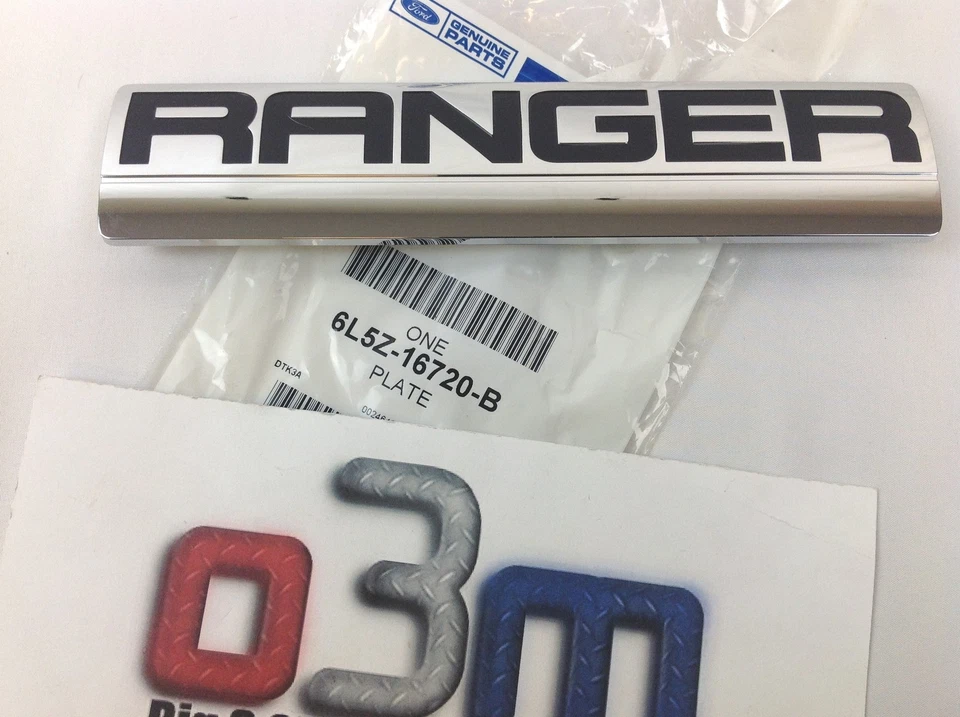 Ford
GENUINE
PARTS
RANGER
ONE
6L5Z-16720-B
PLATE
DTK3A
o3m